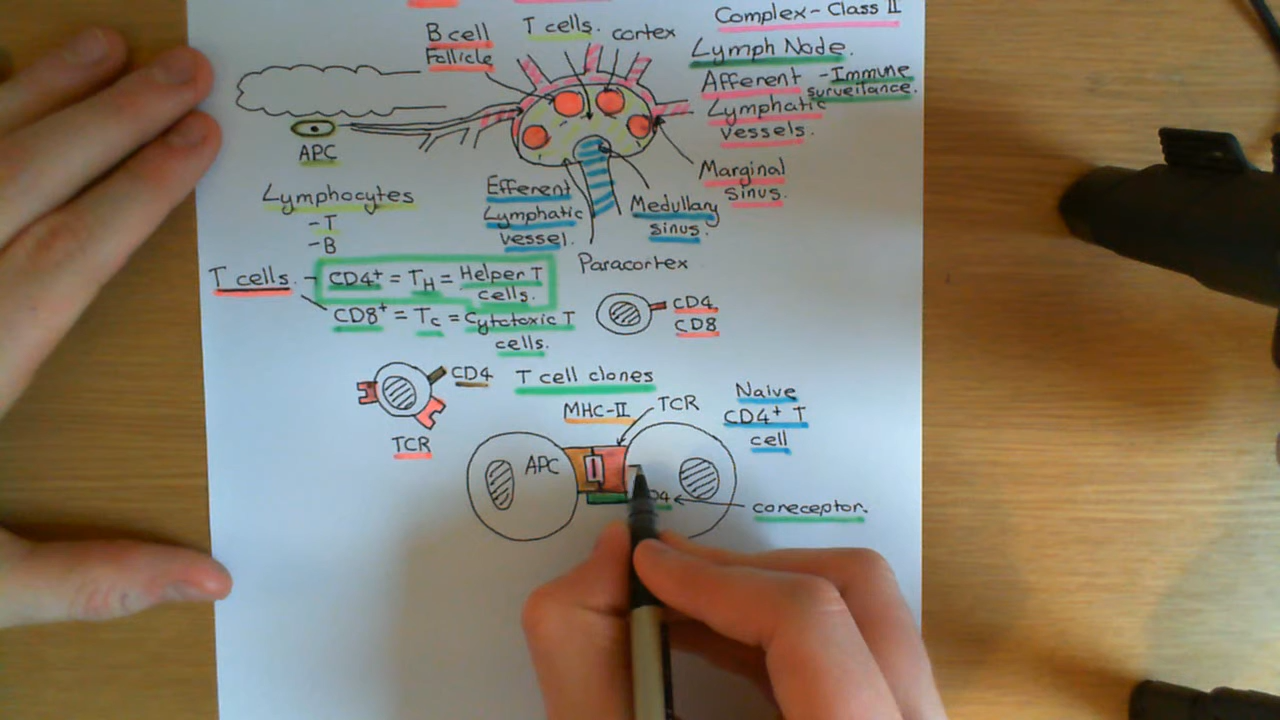 Complex-Class II
B cell
Follicle
T cells.
cortex
Lymph Node.
Afferent
Lymphatic
vessels.
-Immune
surveilance.
APC
Marginal
sinus.
Lymphocytes
-T
-B
Efferent
Lymphatic
vessel.
Medullary
sinus.
Paracortex
T cells. - CD4+ = TH = Helper T
cells.
CD8+ = Tc = Cytotoxic T
cells.
CD4,
CD8
CD4
TCR
T cell clones
MHC-II
TCR
Naive
CD4+ T
cell
APC
coreceptor.